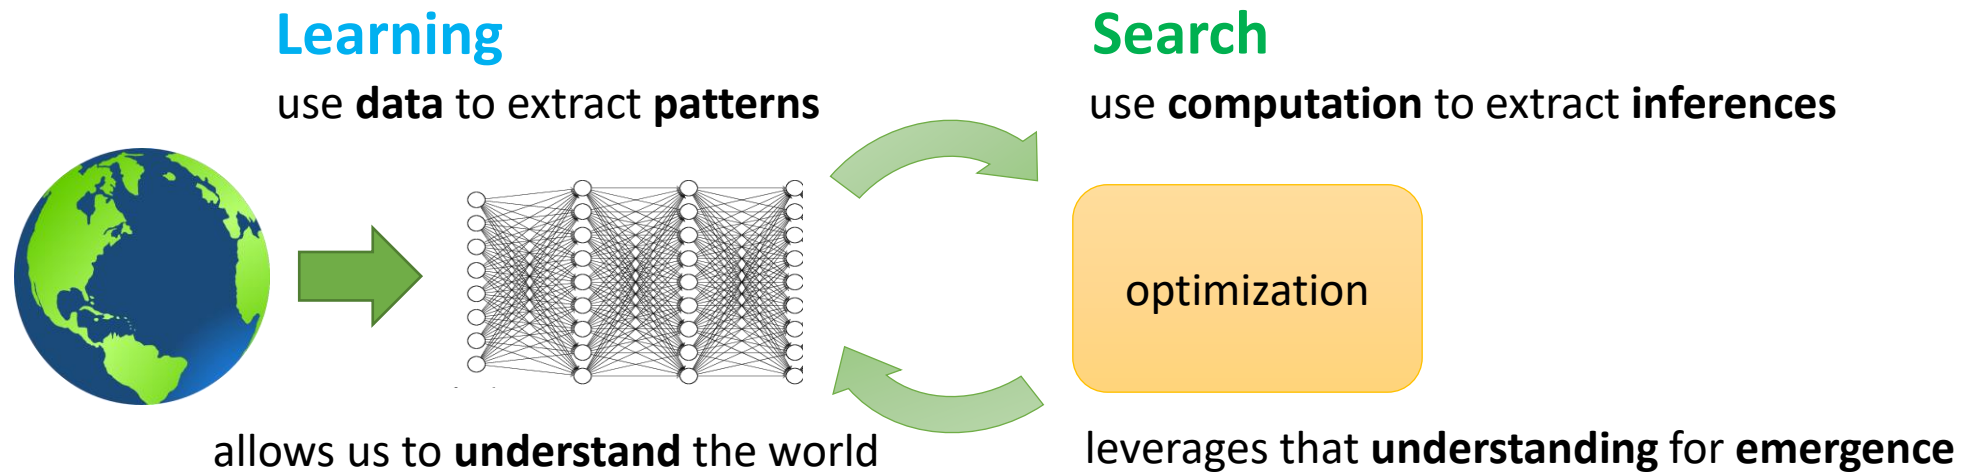 Learning
use data to extract patterns
allows us to understand the world
Search
use computation to extract inferences
optimization
leverages that understanding for emergence